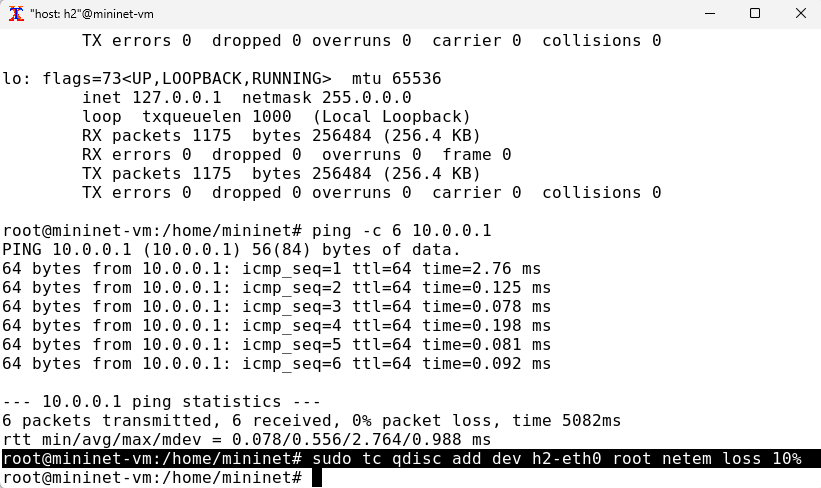 "host: h2"@mininet-vm
        TX errors 0  dropped 0 overruns 0  carrier 0  collisions 0
lo: flags=73<UP,LOOPBACK,RUNNING>  mtu 65536
        inet 127.0.0.1  netmask 255.0.0.0
        loop  txqueuelen 1000  (Local Loopback)
        RX packets 1175  bytes 256484 (256.4 KB)
        RX errors 0  dropped 0  overruns 0  frame 0
        TX packets 1175  bytes 256484 (256.4 KB)
        TX errors 0  dropped 0 overruns 0  carrier 0  collisions 0
root@mininet-vm:/home/mininet# ping -c 6 10.0.0.1
PING 10.0.0.1 (10.0.0.1) 56(84) bytes of data.
64 bytes from 10.0.0.1: icmp_seq=1 ttl=64 time=2.76 ms
64 bytes from 10.0.0.1: icmp_seq=2 ttl=64 time=0.125 ms
64 bytes from 10.0.0.1: icmp_seq=3 ttl=64 time=0.078 ms
64 bytes from 10.0.0.1: icmp_seq=4 ttl=64 time=0.198 ms
64 bytes from 10.0.0.1: icmp_seq=5 ttl=64 time=0.081 ms
64 bytes from 10.0.0.1: icmp_seq=6 ttl=64 time=0.092 ms
--- 10.0.0.1 ping statistics ---
6 packets transmitted, 6 received, 0% packet loss, time 5082ms
rtt min/avg/max/mdev = 0.078/0.556/2.764/0.988 ms
root@mininet-vm:/home/mininet# sudo tc qdisc add dev h2-eth0 root netem loss 10%
root@mininet-vm:/home/mininet#